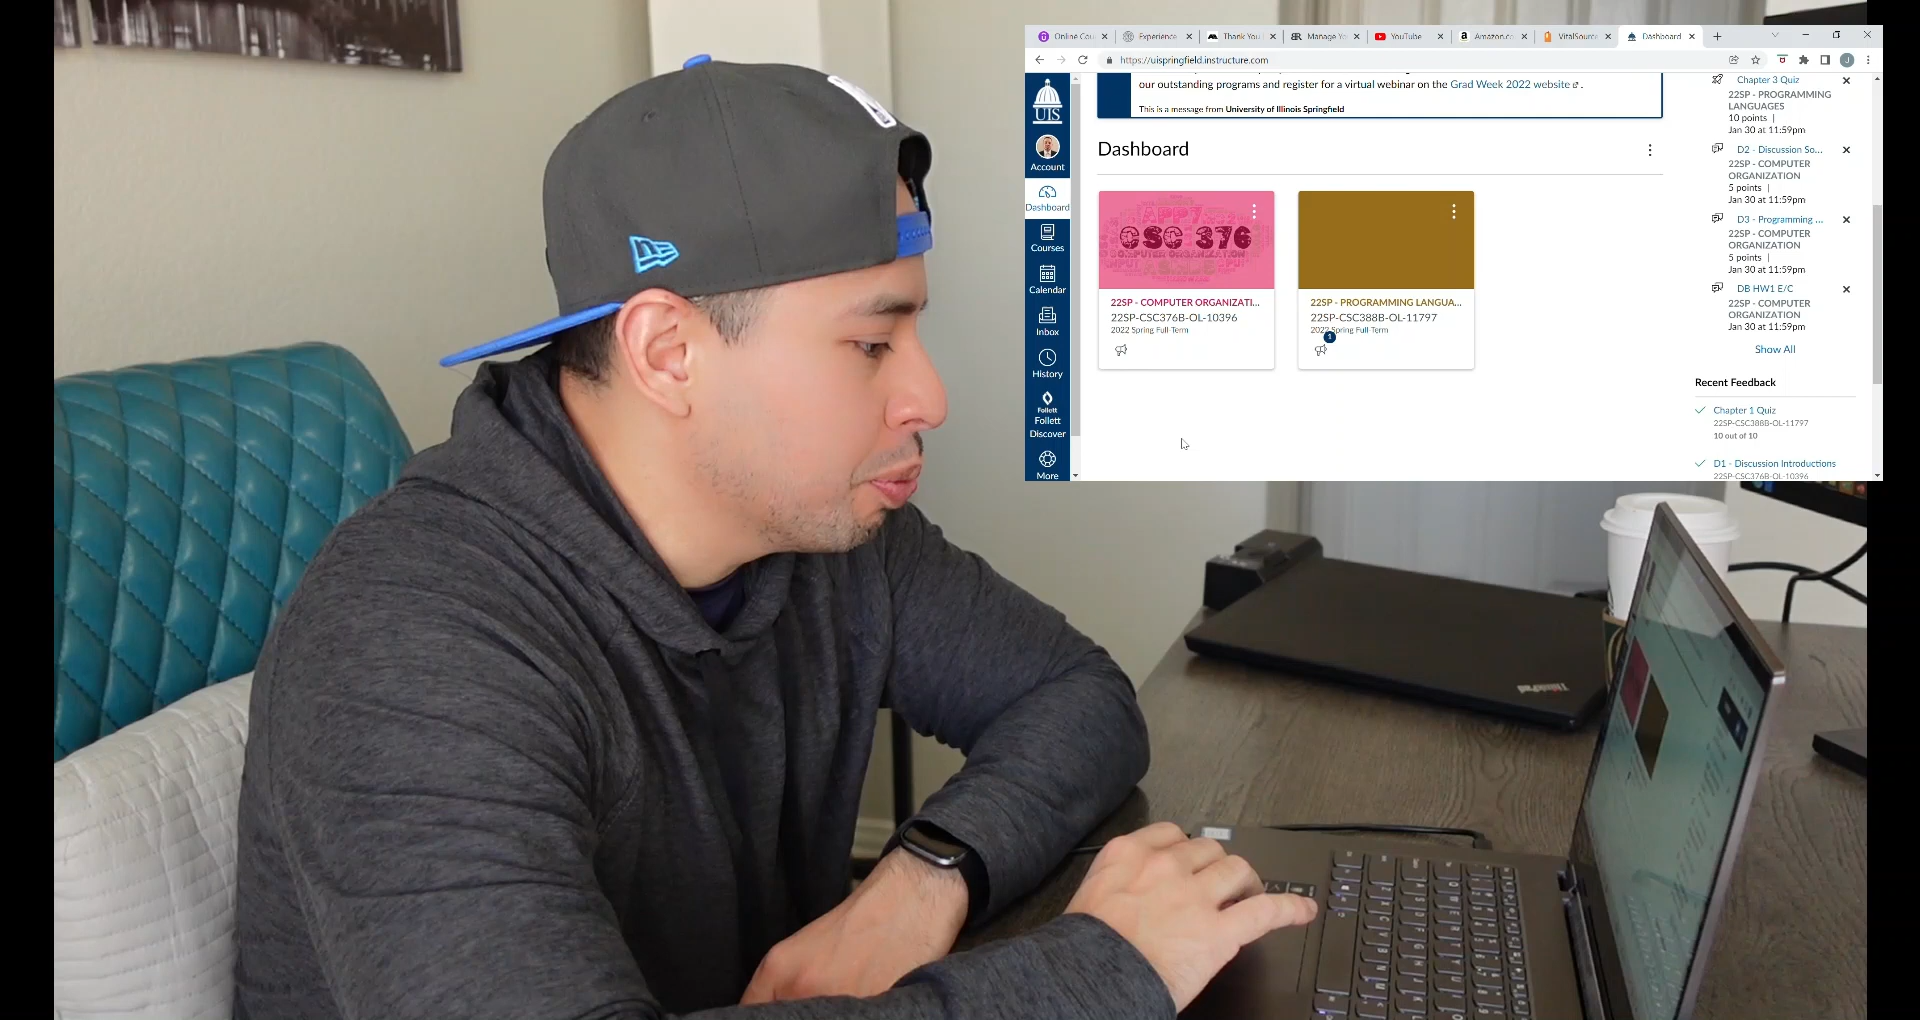 Online Cou
Experience
Thank You
Manage Yo
YouTube
Amazon.c
VitalSource
Dashboard
https://uispringfield.instructure.com
our outstanding programs and register for a virtual webinar on the Grad Week 2022 website .
This is a message from University of Illinois Springfield
UIS
Account
Dashboard
Courses
Calendar
Inbox
History
Follett
Follett
Discover
More
Dashboard
CSC 376
COMPUTER ORGANIZATION
22SP - COMPUTER ORGANIZATI...
22SP-CSC376B-OL-10396
2022 Spring Full-Term
22SP - PROGRAMMING LANGUA...
22SP-CSC388B-OL-11797
2022 Spring Full-Term
1
Chapter 3 Quiz
22SP - PROGRAMMING
LANGUAGES
10 points |
Jan 30 at 11:59pm
D2 - Discussion So...
22SP - COMPUTER
ORGANIZATION
5 points |
Jan 30 at 11:59pm
D3 - Programming ...
22SP - COMPUTER
ORGANIZATION
5 points |
Jan 30 at 11:59pm
DB HW1 E/C
22SP - COMPUTER
ORGANIZATION
Jan 30 at 11:59pm
Show All
Recent Feedback
Chapter 1 Quiz
22SP-CSC388B-OL-11797
10 out of 10
D1 - Discussion Introductions
22SP-CSC376B-OL-10396
ThinkPad